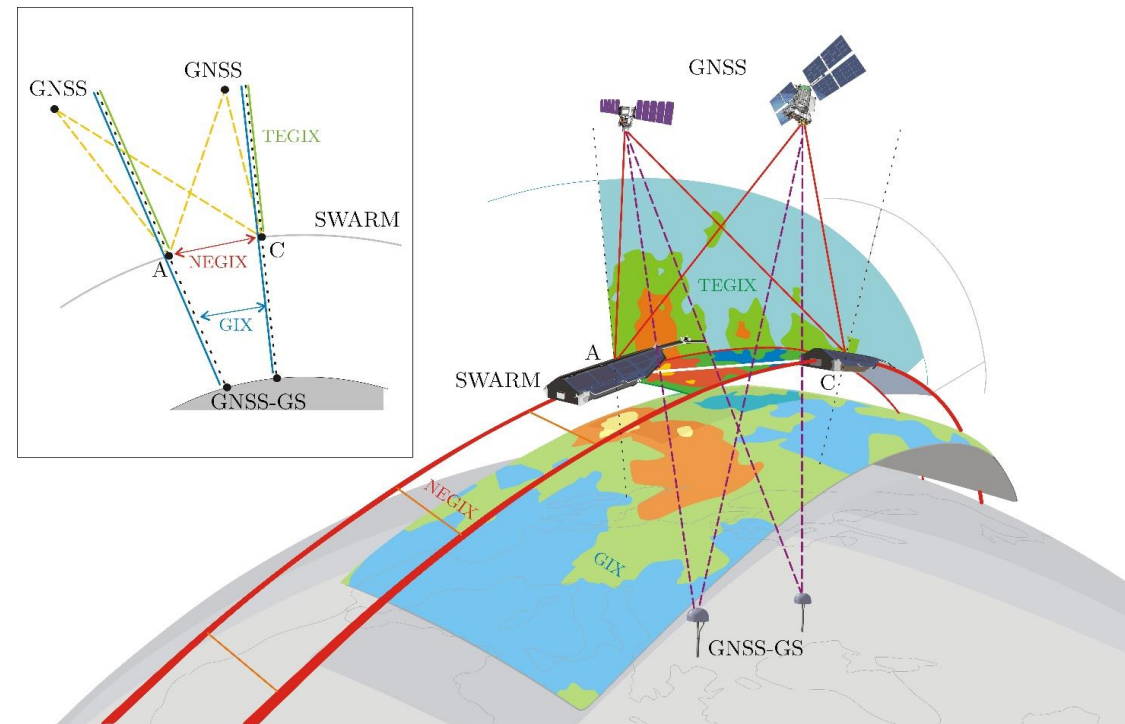 GNSS
GNSS
TEGIX
SWARM
A
NEGIX
C
GIX
GNSS-GS
GNSS
TEGIX
A
SWARM
C
NEGIX
GIX
GNSS-GS